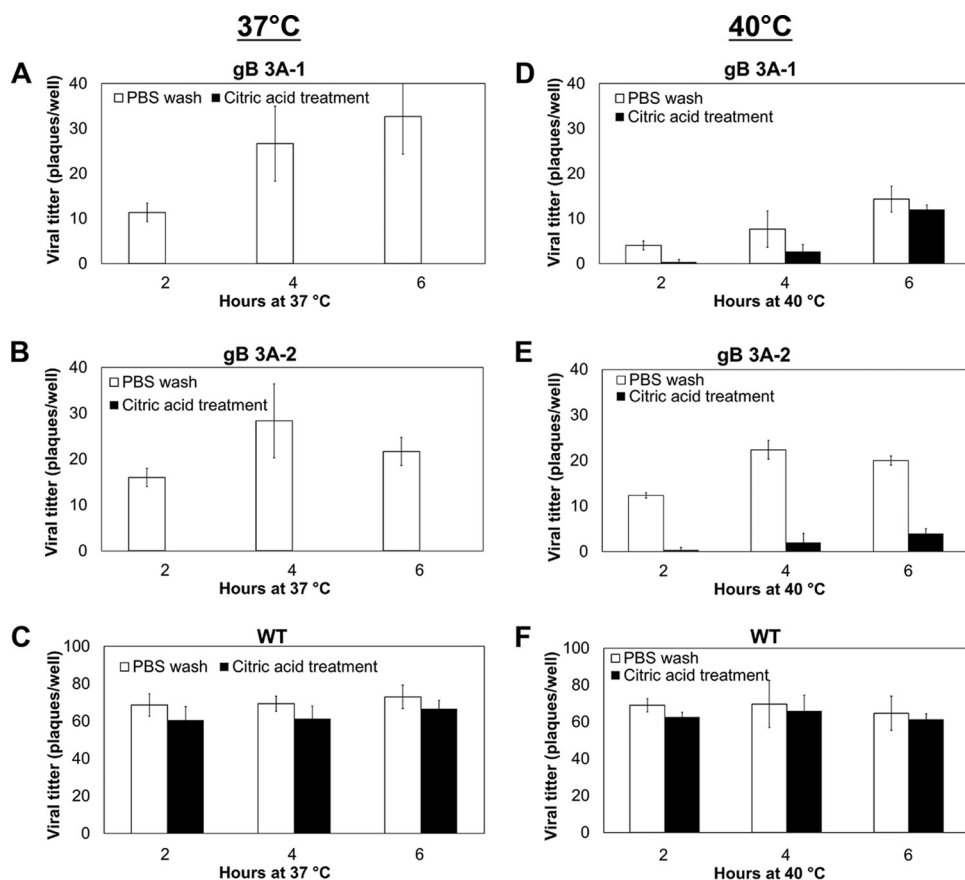 37°C
40°C
A
gB 3A-1
PBS wash
Citric acid treatment
Viral titter (plaques/well)
40
30
20
10
0
2
4
6
Hours at 37 °C
D
gB 3A-1
PBS wash
Citric acid treatment
Viral titter (plaques/well)
40
30
20
10
0
2
4
6
Hours at 40 °C
B
gB 3A-2
PBS wash
Citric acid treatment
Viral titter (plaques/well)
40
30
20
10
0
2
4
6
Hours at 37 °C
E
gB 3A-2
PBS wash
Citric acid treatment
Viral titter (plaques/well)
40
30
20
10
0
2
4
6
Hours at 40 °C
C
WT
PBS wash
Citric acid treatment
Viral titter (plaques/well)
100
80
60
40
20
0
2
4
6
Hours at 37 °C
F
WT
PBS wash
Citric acid treatment
Viral titter (plaques/well)
100
80
60
40
20
0
2
4
6
Hours at 40 °C